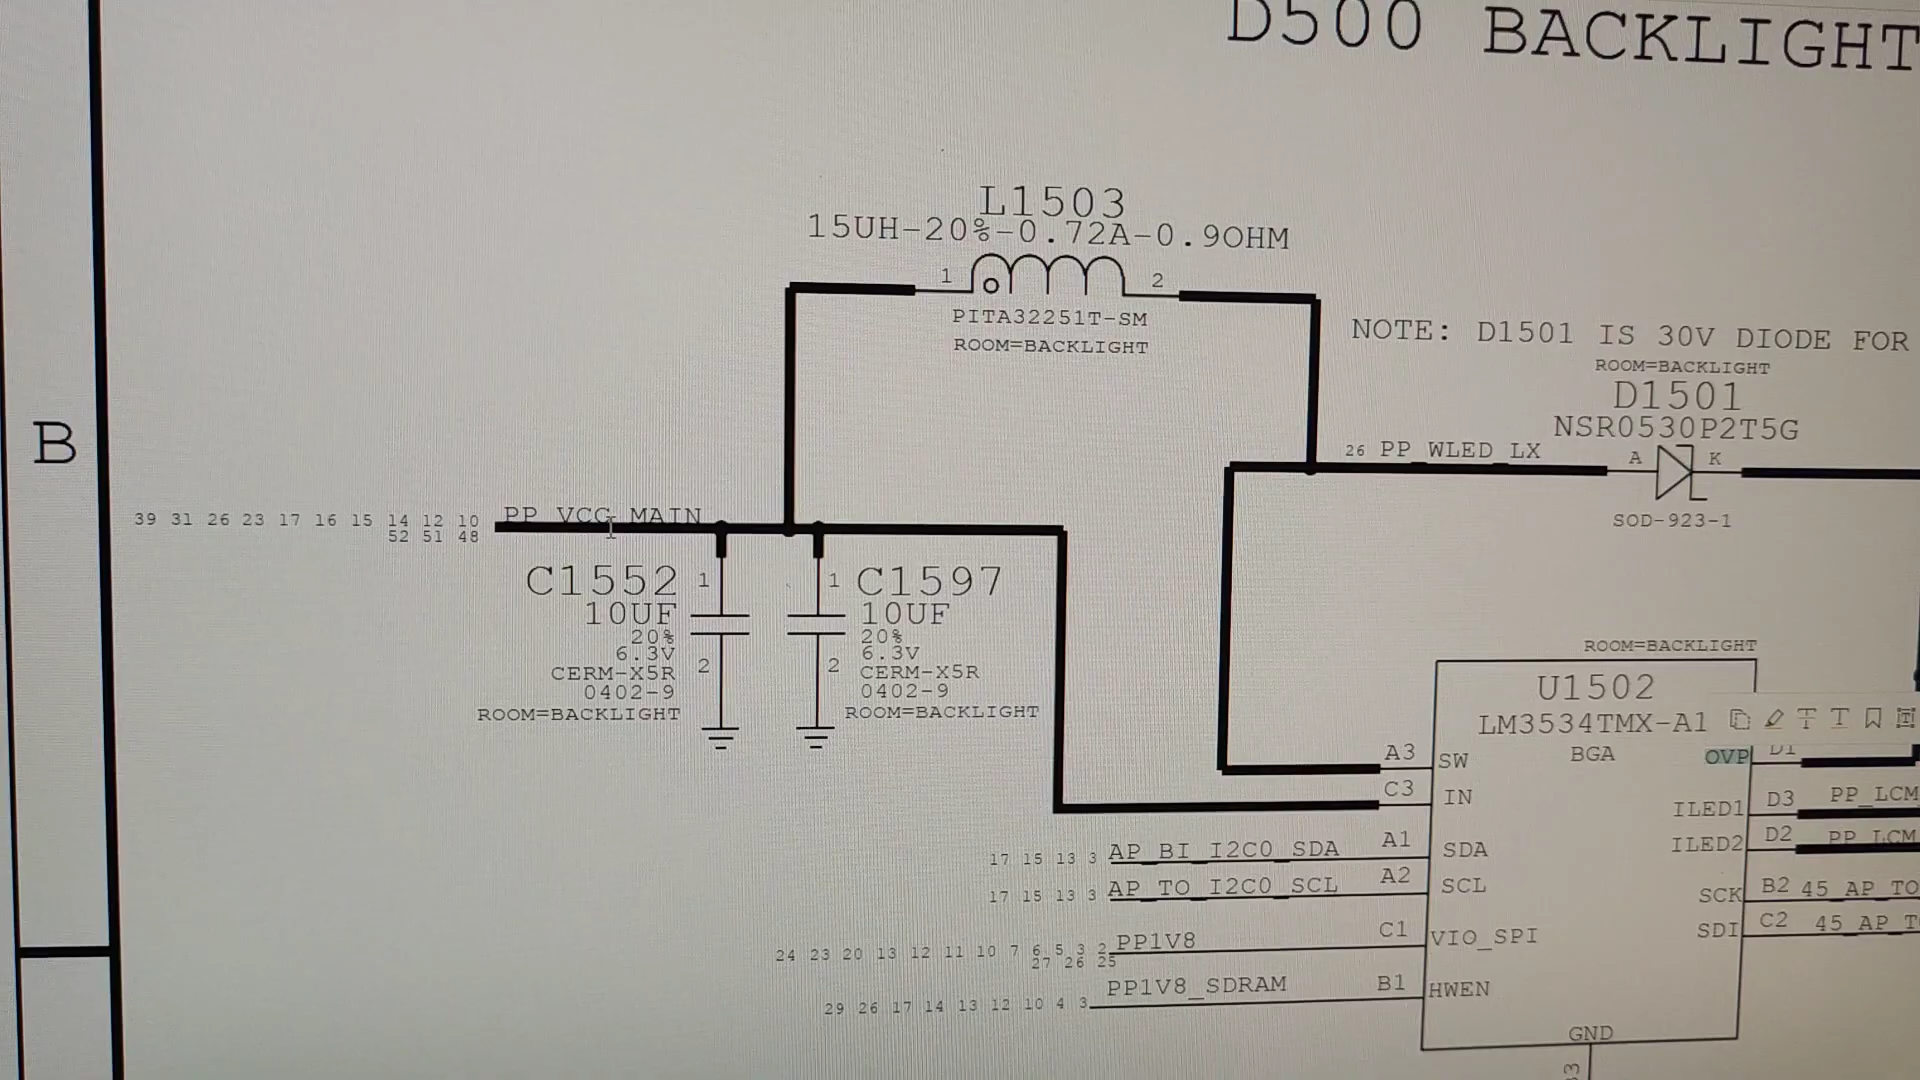 D500 BACKLIGHT
L1503
15UH-20%-0.72A-0.9OHM
1
2
PITA32251T-SM
ROOM=BACKLIGHT
NOTE: D1501 IS 30V DIODE FOR
ROOM=BACKLIGHT
D1501
NSR0530P2T5G
26 PP_WLED_LX
A
K
SOD-923-1
B
39 31 26 23 17 16 15 14 12 10
52 51 48
PP_VCC_MAIN
C1552
10UF
20%
6.3V
CERM-X5R
0402-9
ROOM=BACKLIGHT
1
2
1
2
C1597
10UF
20%
6.3V
CERM-X5R
0402-9
ROOM=BACKLIGHT
ROOM=BACKLIGHT
U1502
LM3534TMX-A1
BGA
A3 SW
C3 IN
17 15 13 3 AP_BI_I2C0_SDA A1 SDA
17 15 13 3 AP_TO_I2C0_SCL A2 SCL
24 23 20 13 12 11 10 7 6 5 3 2 PP1V8 C1 VIO_SPI
27 26 25
29 26 17 14 13 12 10 4 3 PP1V8_SDRAM B1 HWEN
OVP D1
ILED1 D3 PP_LCM
ILED2 D2 PP_LCM
SCK B2 45_AP_TO
SDI C2 45_AP_T
GND